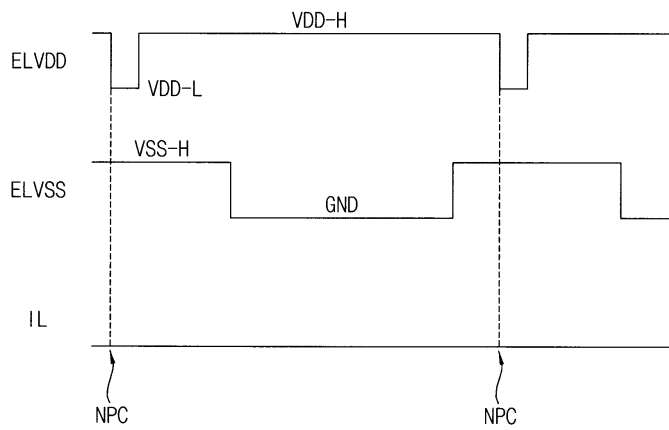 VDD-H
ELVDD
VDD-L
VSS-H
ELVSS
GND
IL
NPC NPC